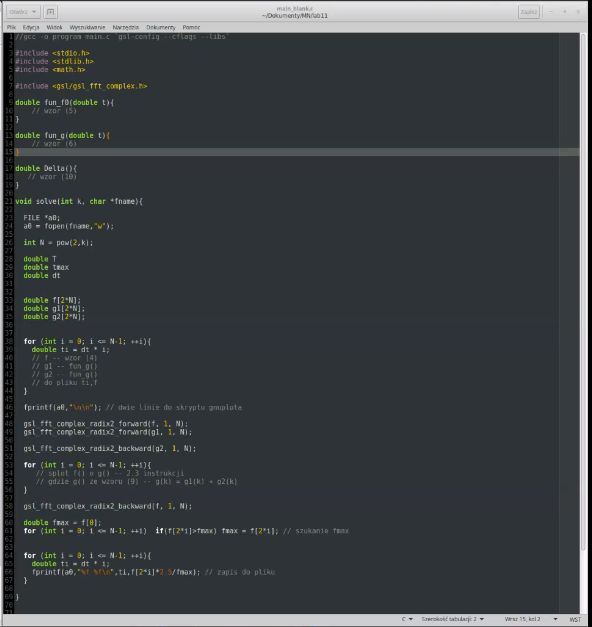 Otwórz
main_blank.c
~/Dokumenty/MN/lab11
Zapisz
Plik Edycja Widok Wyszukiwanie Narzędzia Dokumenty Pomoc
1 //gcc -o program main.c `gsl-config --cflags --libs`
2
3 #include <stdio.h>
4 #include <stdlib.h>
5 #include <math.h>
6
7 #include <gsl/gsl_fft_complex.h>
8
9 double fun_f0(double t){
10 // wzor (5)
11 }
12
13 double fun_g(double t){
14 // wzor (6)
15 }
16
17 double Delta(){
18 // wzor (10)
19 }
20
21 void solve(int k, char *fname){
22
23 FILE *a0;
24 a0 = fopen(fname,"w");
25
26 int N = pow(2,k);
27
28 double T
29 double tmax
30 double dt
31
32
33 double f[2*N];
34 double g1[2*N];
35 double g2[2*N];
36
37
38 for (int i = 0; i <= N-1; ++i){
39 double ti = dt * i;
40 // f -- wzor (4)
41 // g1 -- fun g()
42 // g2 -- fun g()
43 // do pliku ti,f
44 }
45
46 fprintf(a0,"\n\n"); // dwie linie do skryptu gnuplota
47
48 gsl_fft_complex_radix2_forward(f, 1, N);
49 gsl_fft_complex_radix2_forward(g1, 1, N);
50
51 gsl_fft_complex_radix2_backward(g2, 1, N);
52
53 for (int i = 0; i <= N-1; ++i){
54 // splot f() o g() -- 2.3 instrukcji
55 // gdzie g() ze wzoru (9) -- g(k) = g1(k) + g2(k)
56 }
57
58 gsl_fft_complex_radix2_backward(f, 1, N);
59
60 double fmax = f[0];
61 for (int i = 0; i <= N-1; ++i) if(f[2*i]>fmax) fmax = f[2*i]; // szukanie fmax
62
63
64 for (int i = 0; i <= N-1; ++i){
65 double ti = dt * i;
66 fprintf(a0,"%f %f\n",ti,f[2*i]*2.5/fmax); // zapis do pliku
67 }
68
69 }
70
71
C Szerokość tabulacji: 2 Wrsz 15, kol 2 WST